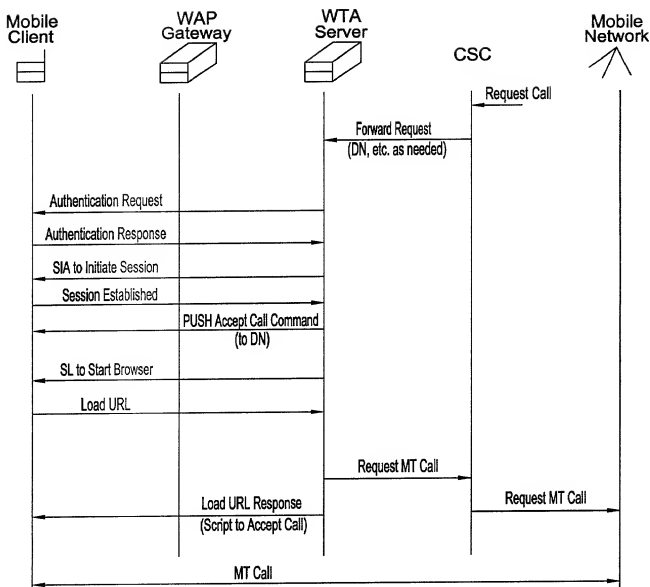 Mobile
Client
WAP
Gateway
WTA
Server
CSC
Mobile
Network
Request Call
Forward Request
(DN, etc. as needed)
Authentication Request
Authentication Response
SIA to Initiate Session
Session Established
PUSH Accept Call Command
(to DN)
SL to Start Browser
Load URL
Request MT Call
Load URL Response
(Script to Accept Call)
Request MT Call
MT Call